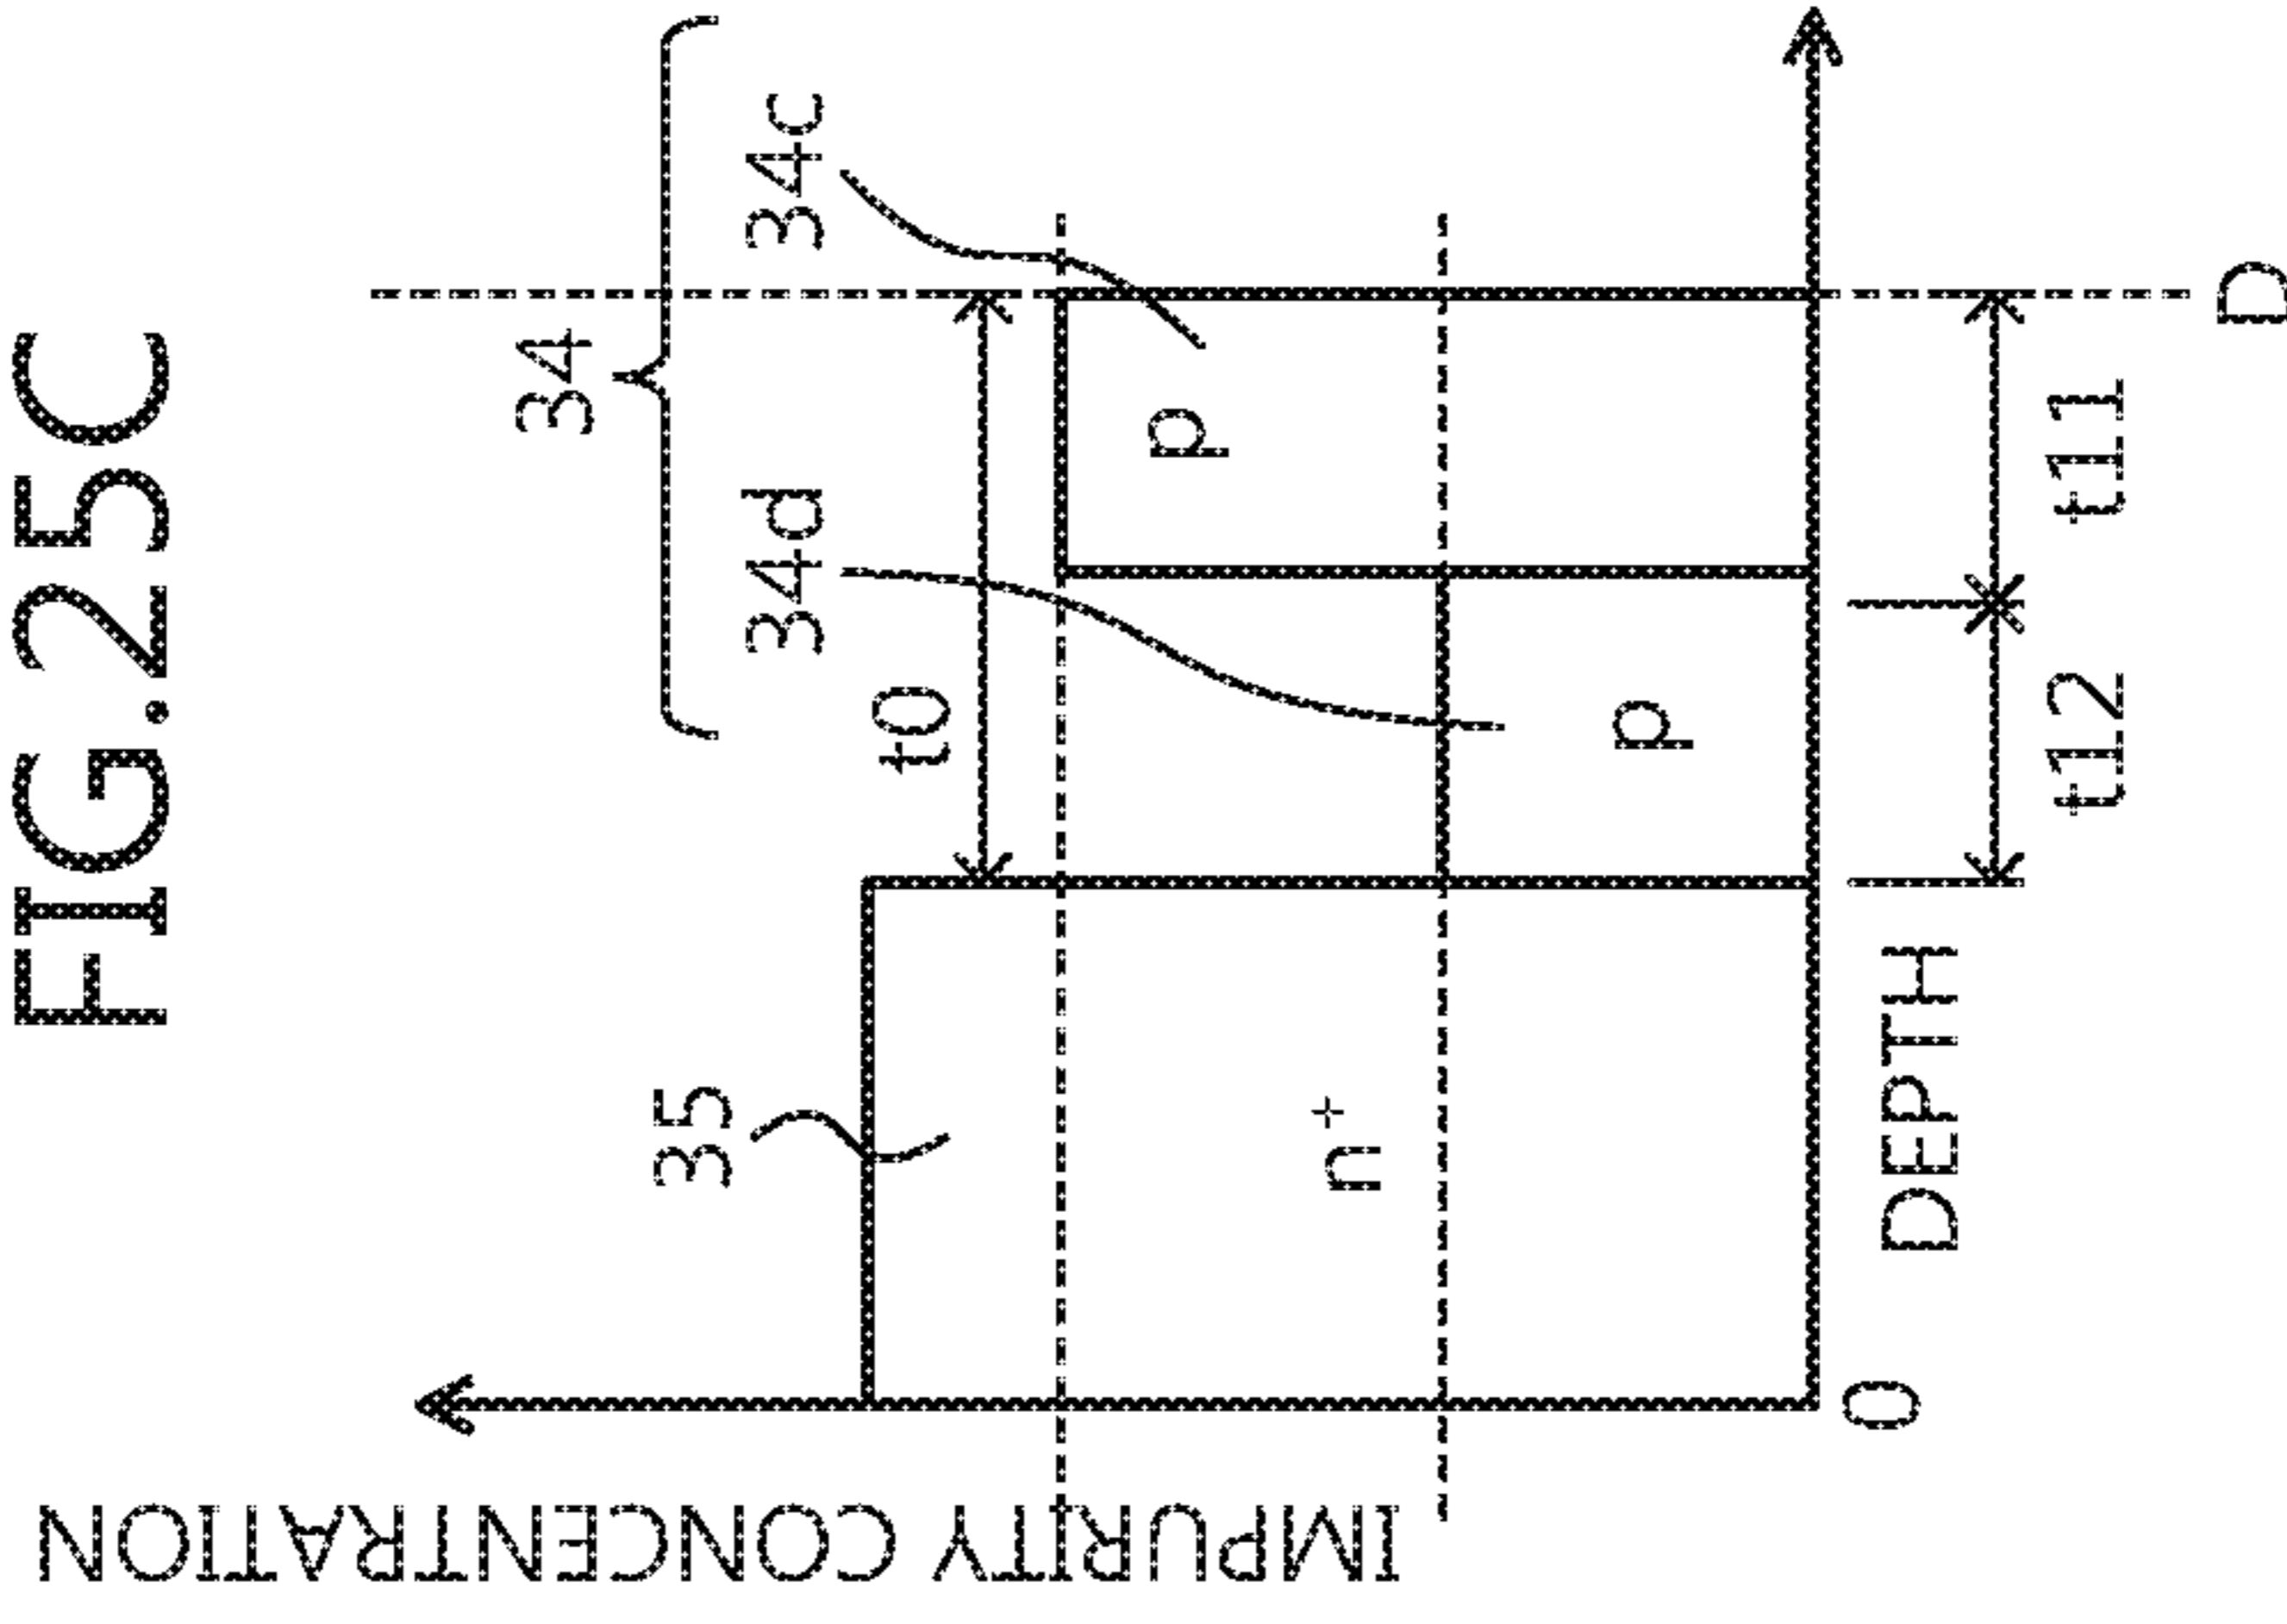 FIG.25C
34
34d
34c
35
t0
p
p
n+
IMPURITY CONCENTRATION
0
DEPTH
t12
t11
D